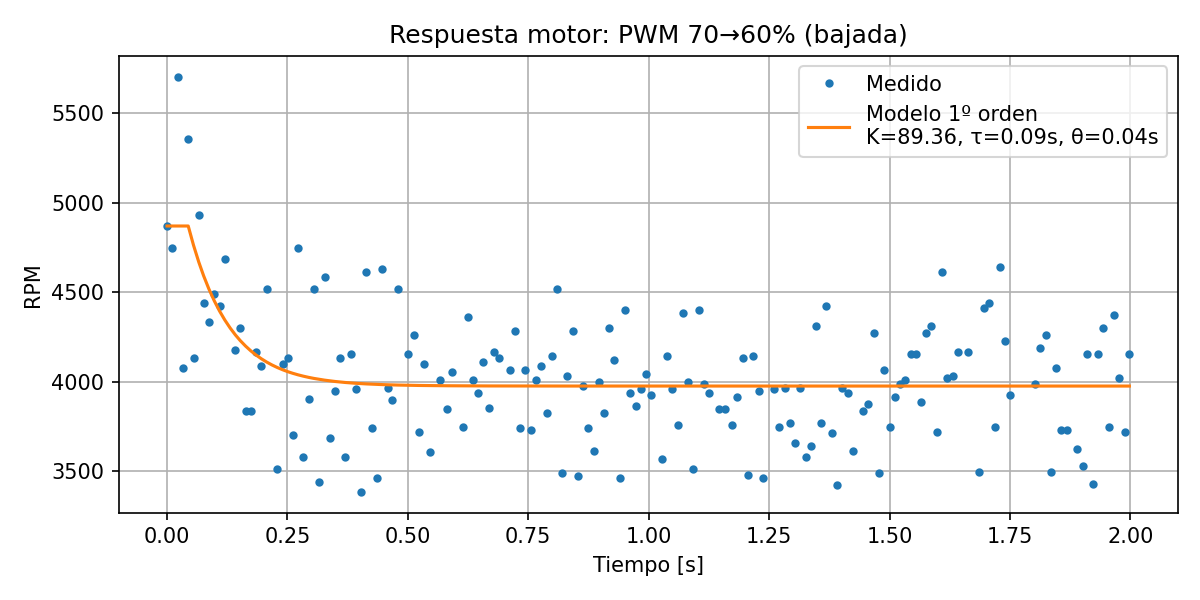 Respuesta motor: PWM 70→60% (bajada)
Medido
Modelo 1º orden
K=89.36, τ=0.09s, θ=0.04s
RPM
5500
5000
4500
4000
3500
0.00 0.25 0.50 0.75 1.00 1.25 1.50 1.75 2.00
Tiempo [s]